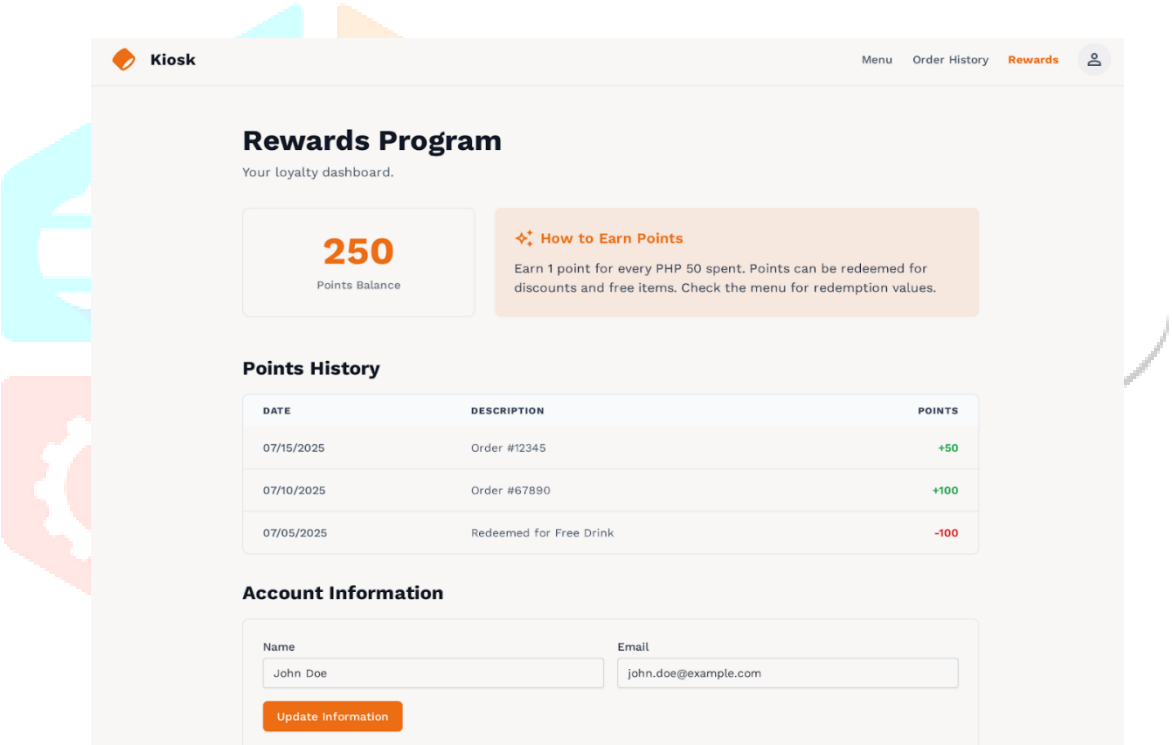 Kiosk
Menu Order History Rewards
Rewards Program
Your loyalty dashboard.
250
Points Balance
How to Earn Points
Earn 1 point for every PHP 50 spent. Points can be redeemed for
discounts and free items. Check the menu for redemption values.
Points History
DATE DESCRIPTION POINTS
07/15/2025 Order #12345 +50
07/10/2025 Order #67890 +100
07/05/2025 Redeemed for Free Drink -100
Account Information
Name Email
John Doe john.doe@example.com
Update Information